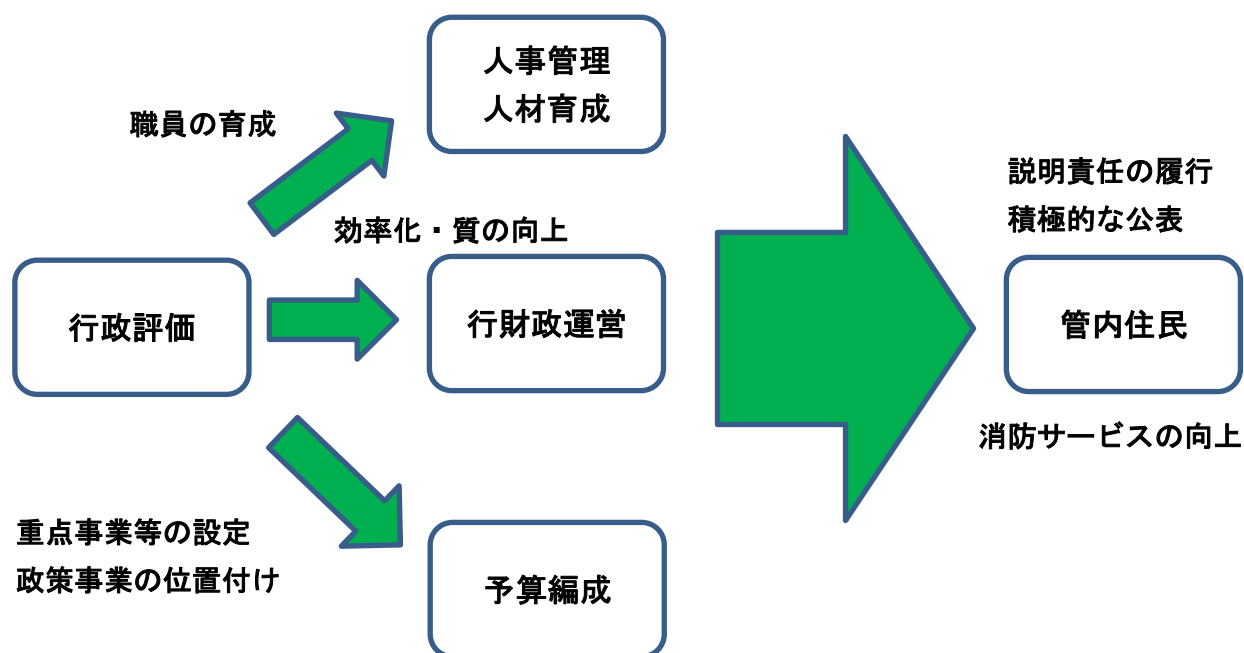 人事管理
人材育成
職員の育成
効率化・質の向上
行政評価
行財政運営
重点事業等の設定
政策事業の位置付け
予算編成
説明責任の履行
積極的な公表
管内住民
消防サービスの向上